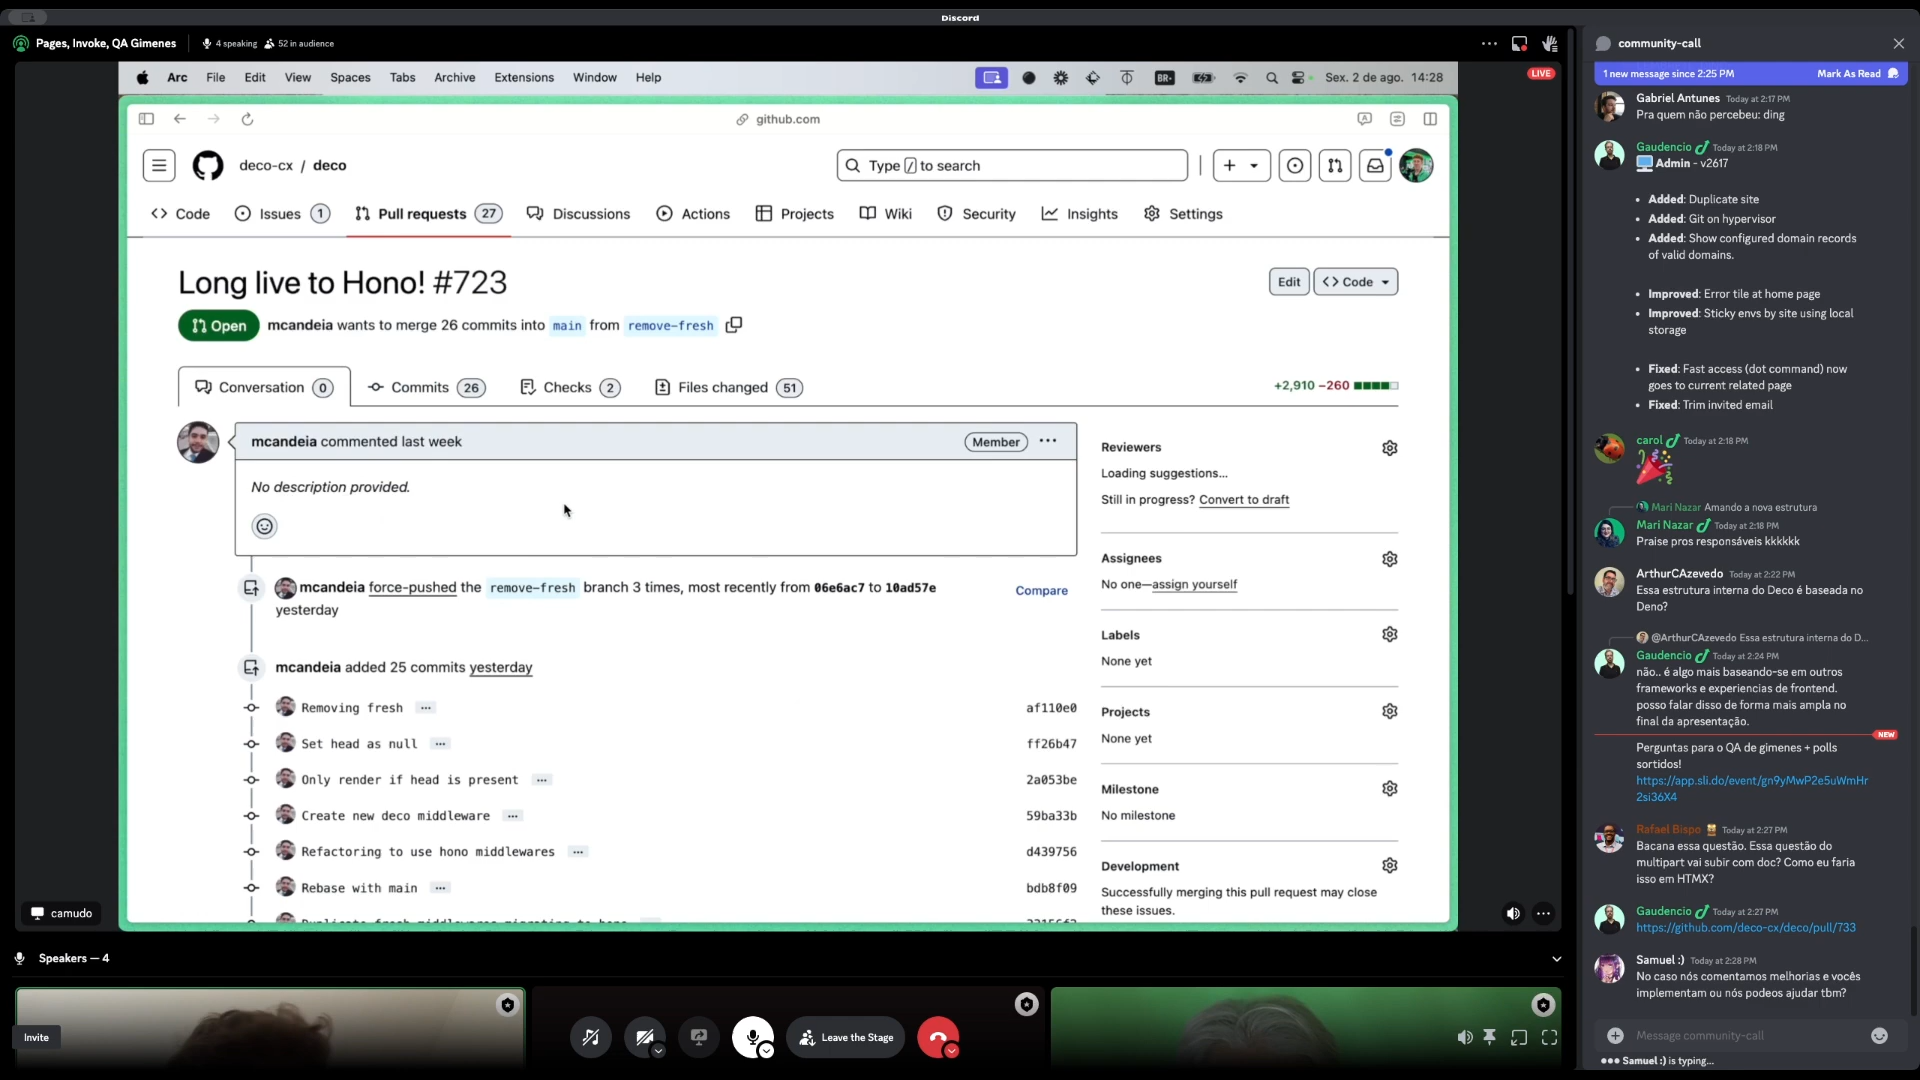 Discord
Pages, Invoke, QA Gimenes
4 speaking
52 in audience
LIVE
Arc File Edit View Spaces Tabs Archive Extensions Window Help
BR-
Sex. 2 de ago. 14:28
github.com
deco-cx / deco
Type / to search
Code
Issues 1
Pull requests 27
Discussions
Actions
Projects
Wiki
Security
Insights
Settings
Long live to Hono! #723
Edit
<> Code
Open
mcandeia wants to merge 26 commits into main from remove-fresh
Conversation 0
Commits 26
Checks 2
Files changed 51
+2,910 −260
mcandeia commented last week
Member
No description provided.
mcandeia force-pushed the remove-fresh branch 3 times, most recently from 06e6ac7 to 10ad57e
yesterday
Compare
mcandeia added 25 commits yesterday
Removing fresh ... af110e0
Set head as null ... ff26b47
Only render if head is present ... 2a053be
Create new deco middleware ... 59ba33b
Refactoring to use hono middlewares ... d439756
Rebase with main ... bdb8f09
Reviewers
Loading suggestions...
Still in progress? Convert to draft
Assignees
No one—assign yourself
Labels
None yet
Projects
None yet
Milestone
No milestone
Development
Successfully merging this pull request may close
these issues.
camudo
Speakers — 4
Invite
Leave the Stage
community-call
1 new message since 2:25 PM
Mark As Read
Gabriel Antunes Today at 2:17 PM
Pra quem não percebeu: ding
Gaudencio Today at 2:18 PM
Admin - v2617
• Added: Duplicate site
• Added: Git on hypervisor
• Added: Show configured domain records
of valid domains.
• Improved: Error tile at home page
• Improved: Sticky envs by site using local
storage
• Fixed: Fast access (dot command) now
goes to current related page
• Fixed: Trim invited email
carol Today at 2:18 PM
Mari Nazar Amando a nova estrutura
Mari Nazar Today at 2:18 PM
Praise pros responsáveis kkkkkk
ArthurCAzevedo Today at 2:22 PM
Essa estrutura interna do Deco é baseada no
Deno?
@ArthurCAzevedo Essa estrutura interna do D...
Gaudencio Today at 2:24 PM
não.. é algo mais baseando-se em outros
frameworks e experiencias de frontend.
posso falar disso de forma mais ampla no
final da apresentação.
NEW
Perguntas para o QA de gimenes + polls
sortidos!
https://app.sli.do/event/gn9yMwP2e5uWmHr
2si36X4
Rafael Bispo Today at 2:27 PM
Bacana essa questão. Essa questão do
multipart vai subir com doc? Como eu faria
isso em HTMX?
Gaudencio Today at 2:27 PM
https://github.com/deco-cx/deco/pull/733
Samuel :) Today at 2:28 PM
No caso nós comentamos melhorias e vocês
implementam ou nós podeos ajudar tbm?
Message community-call
Samuel :) is typing...